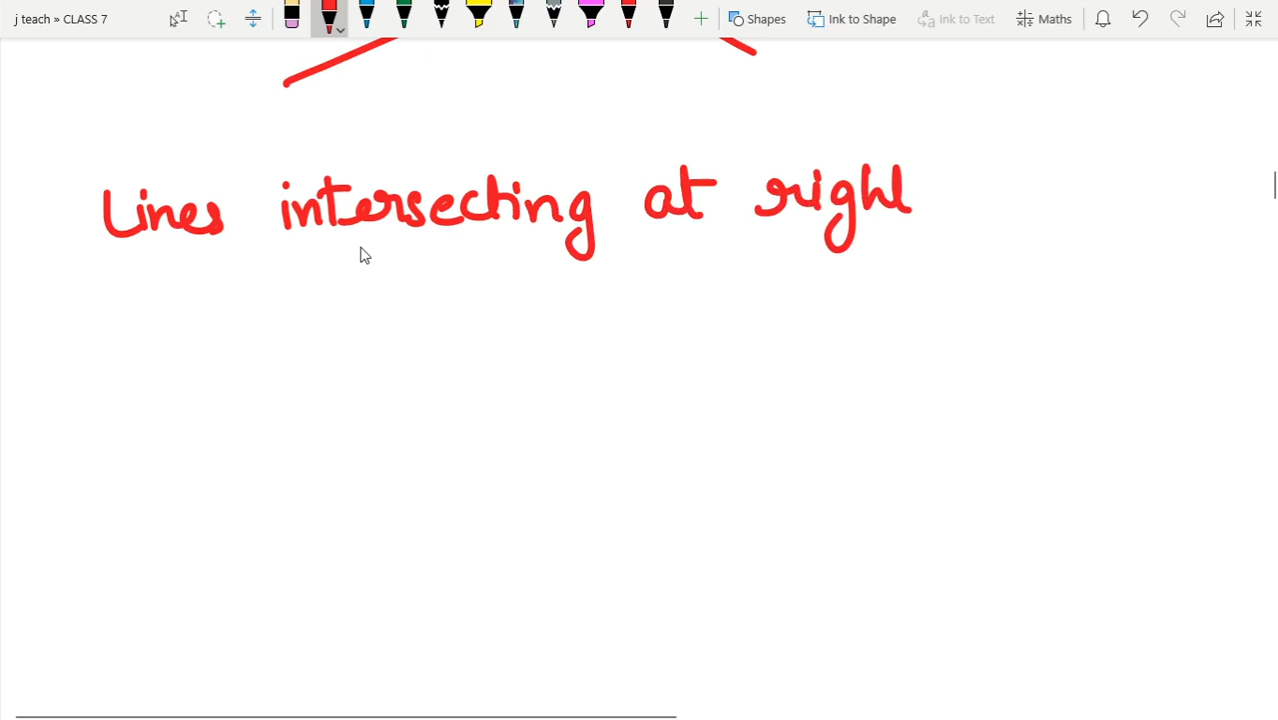 j teach » CLASS 7 Shapes Ink to Shape Ink to Text Maths
Lines intersecting at right